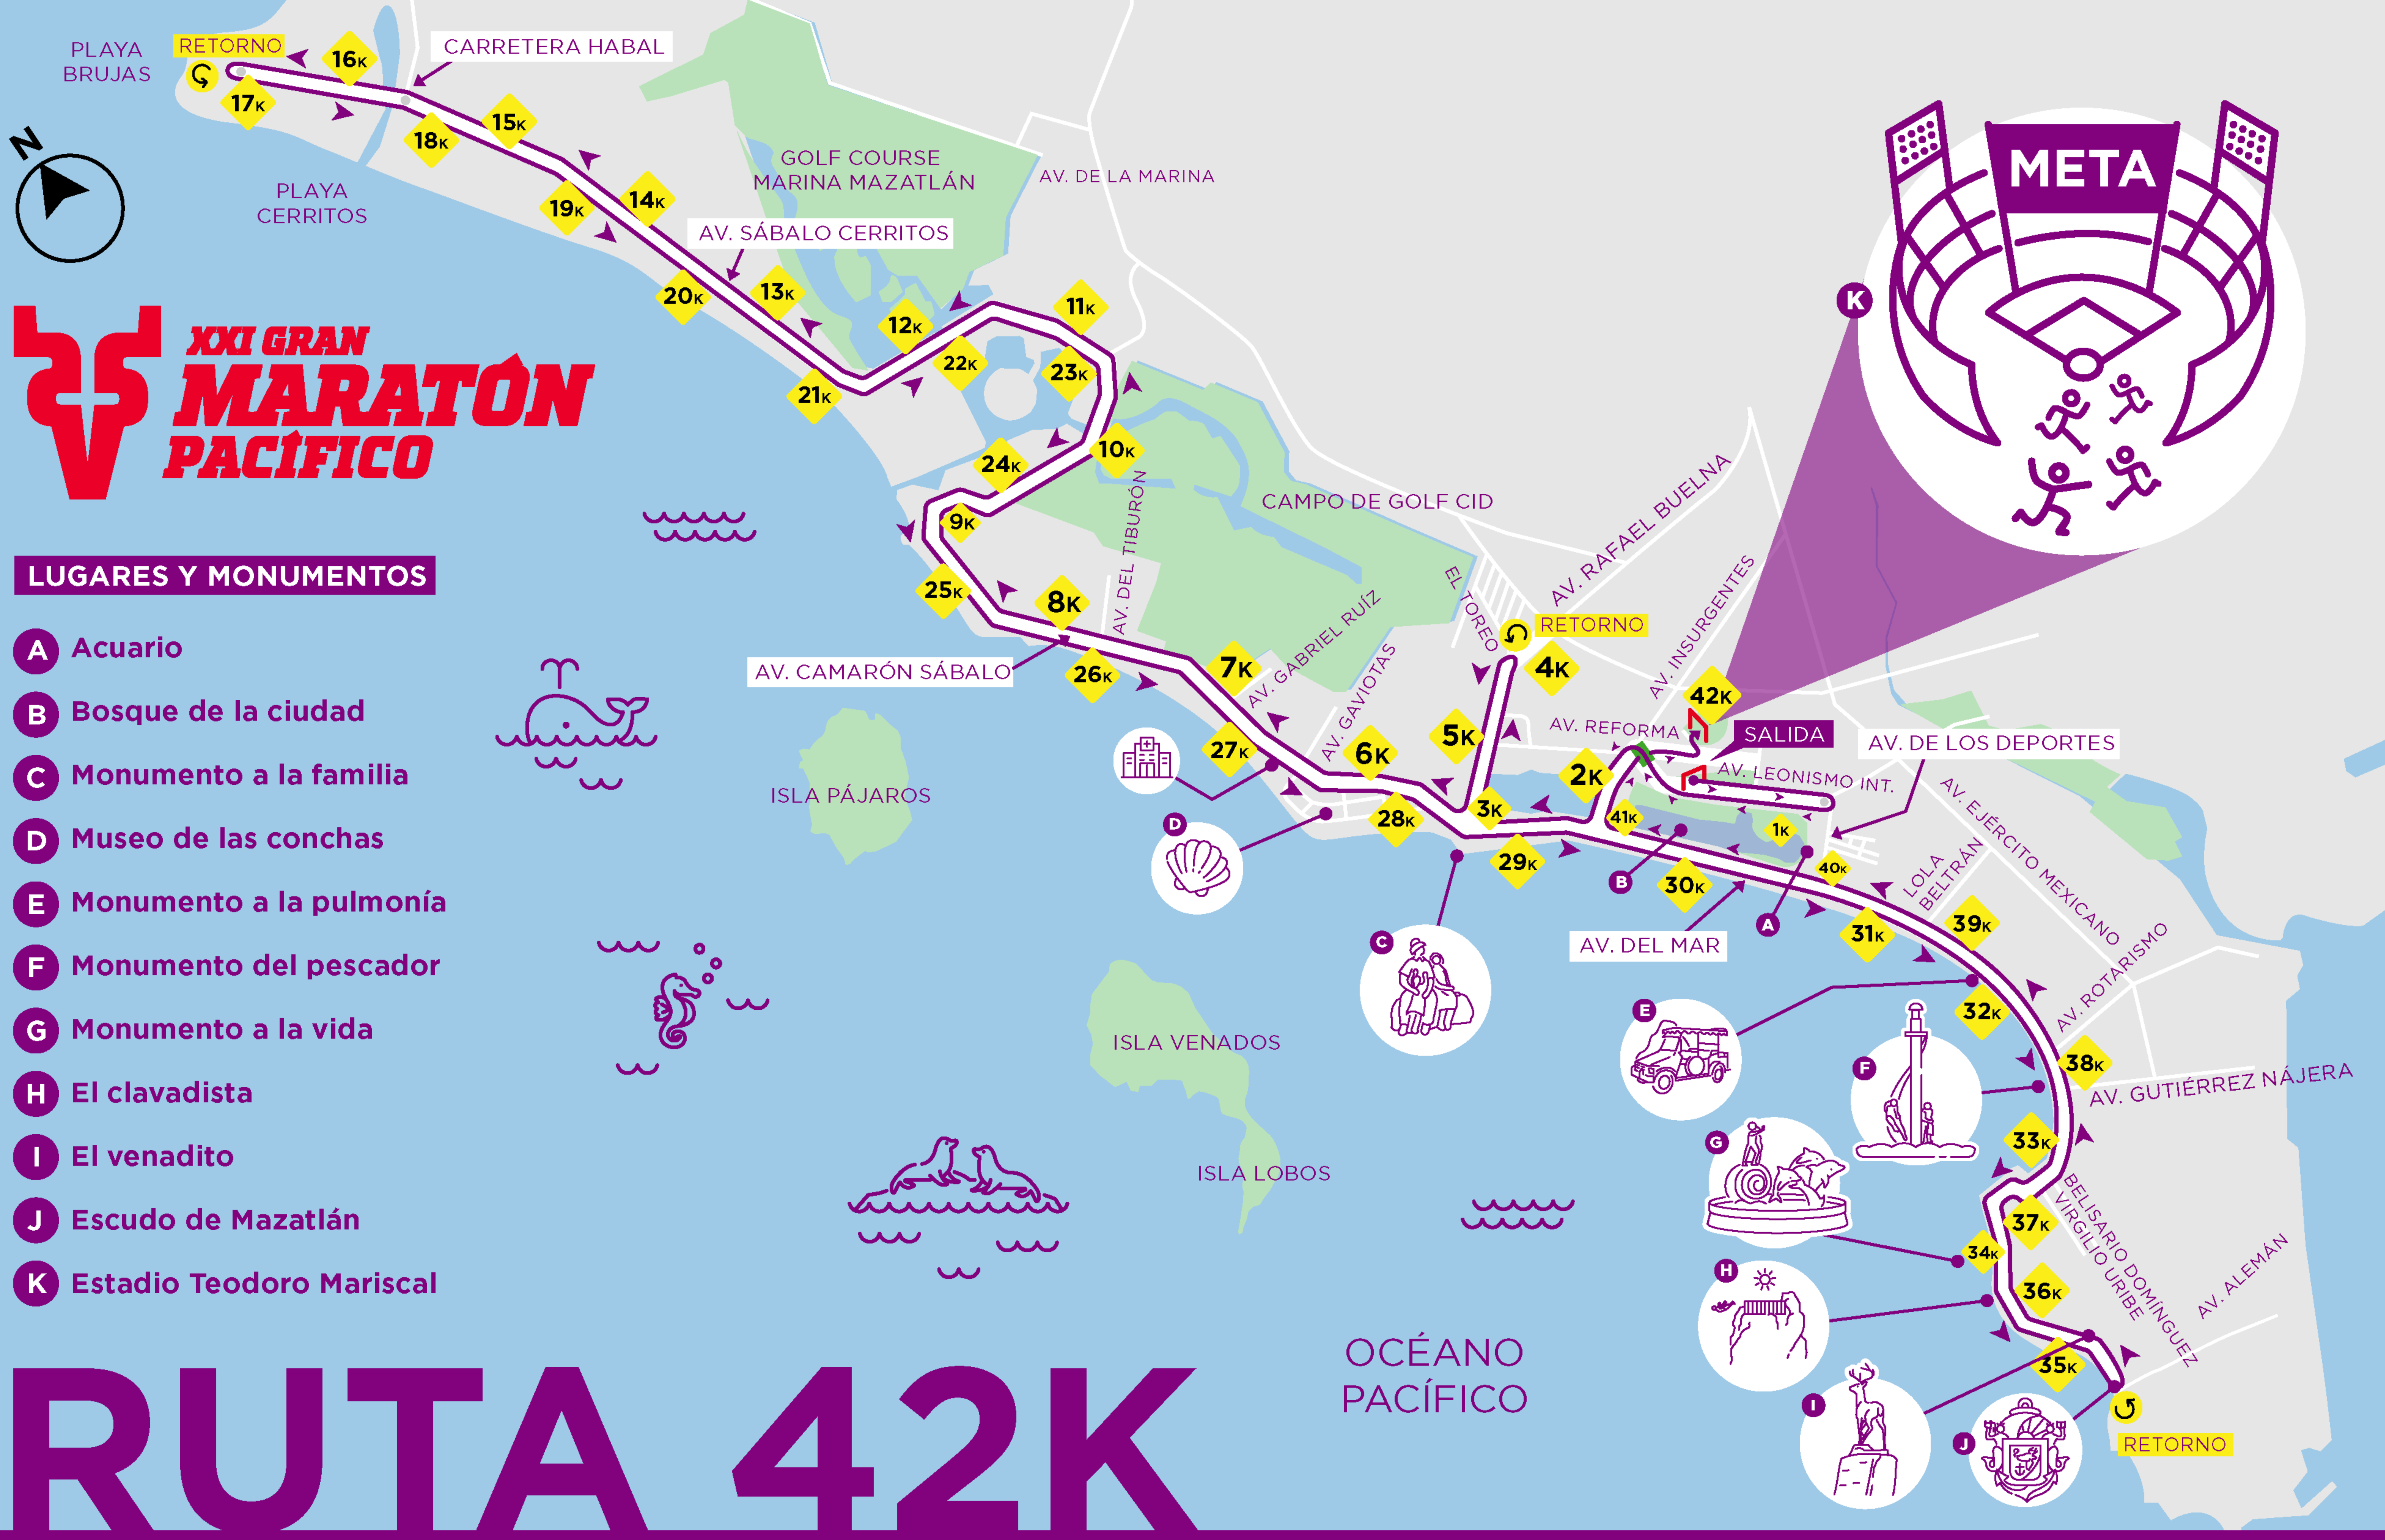 PLAYA
BRUJAS
RETORNO
16K
17K
CARRETERA HABAL
18K
15K
N
PLAYA
CERRITOS
19K
14K
GOLF COURSE
MARINA MAZATLÁN
AV. DE LA MARINA
AV. SÁBALO CERRITOS
20K
13K
12K
11K
22K
23K
21K
10K
24K
9K
25K
8K
AV. DEL TIBURÓN
CAMPO DE GOLF CID
META
K
XXI GRAN
MARATÓN
PACÍFICO
LUGARES Y MONUMENTOS
A Acuario
B Bosque de la ciudad
C Monumento a la familia
D Museo de las conchas
E Monumento a la pulmonía
F Monumento del pescador
G Monumento a la vida
H El clavadista
I El venadito
J Escudo de Mazatlán
K Estadio Teodoro Mariscal
AV. CAMARÓN SÁBALO
26K
7K
AV. GABRIEL RUÍZ
27K
AV. GAVIOTAS
6K
EL TOREO
RETORNO
4K
5K
AV. RAFAEL BUELNA
AV. INSURGENTES
42K
AV. REFORMA
SALIDA
AV. DE LOS DEPORTES
AV. LEONISMO INT.
2K
3K
41K
1K
28K
29K
B
30K
40K
A
AV. DEL MAR
31K
39K
LOLA
BELTRÁN
AV. EJÉRCITO MEXICANO
AV. ROTARISMO
32K
38K
AV. GUTIÉRREZ NÁJERA
33K
37K
34K
36K
35K
BELISARIO DOMÍNGUEZ
VIRGILIO URIBE
AV. ALEMÁN
RETORNO
D
C
E
F
G
H
I
J
ISLA PÁJAROS
ISLA VENADOS
ISLA LOBOS
OCÉANO
PACÍFICO
RUTA 42K